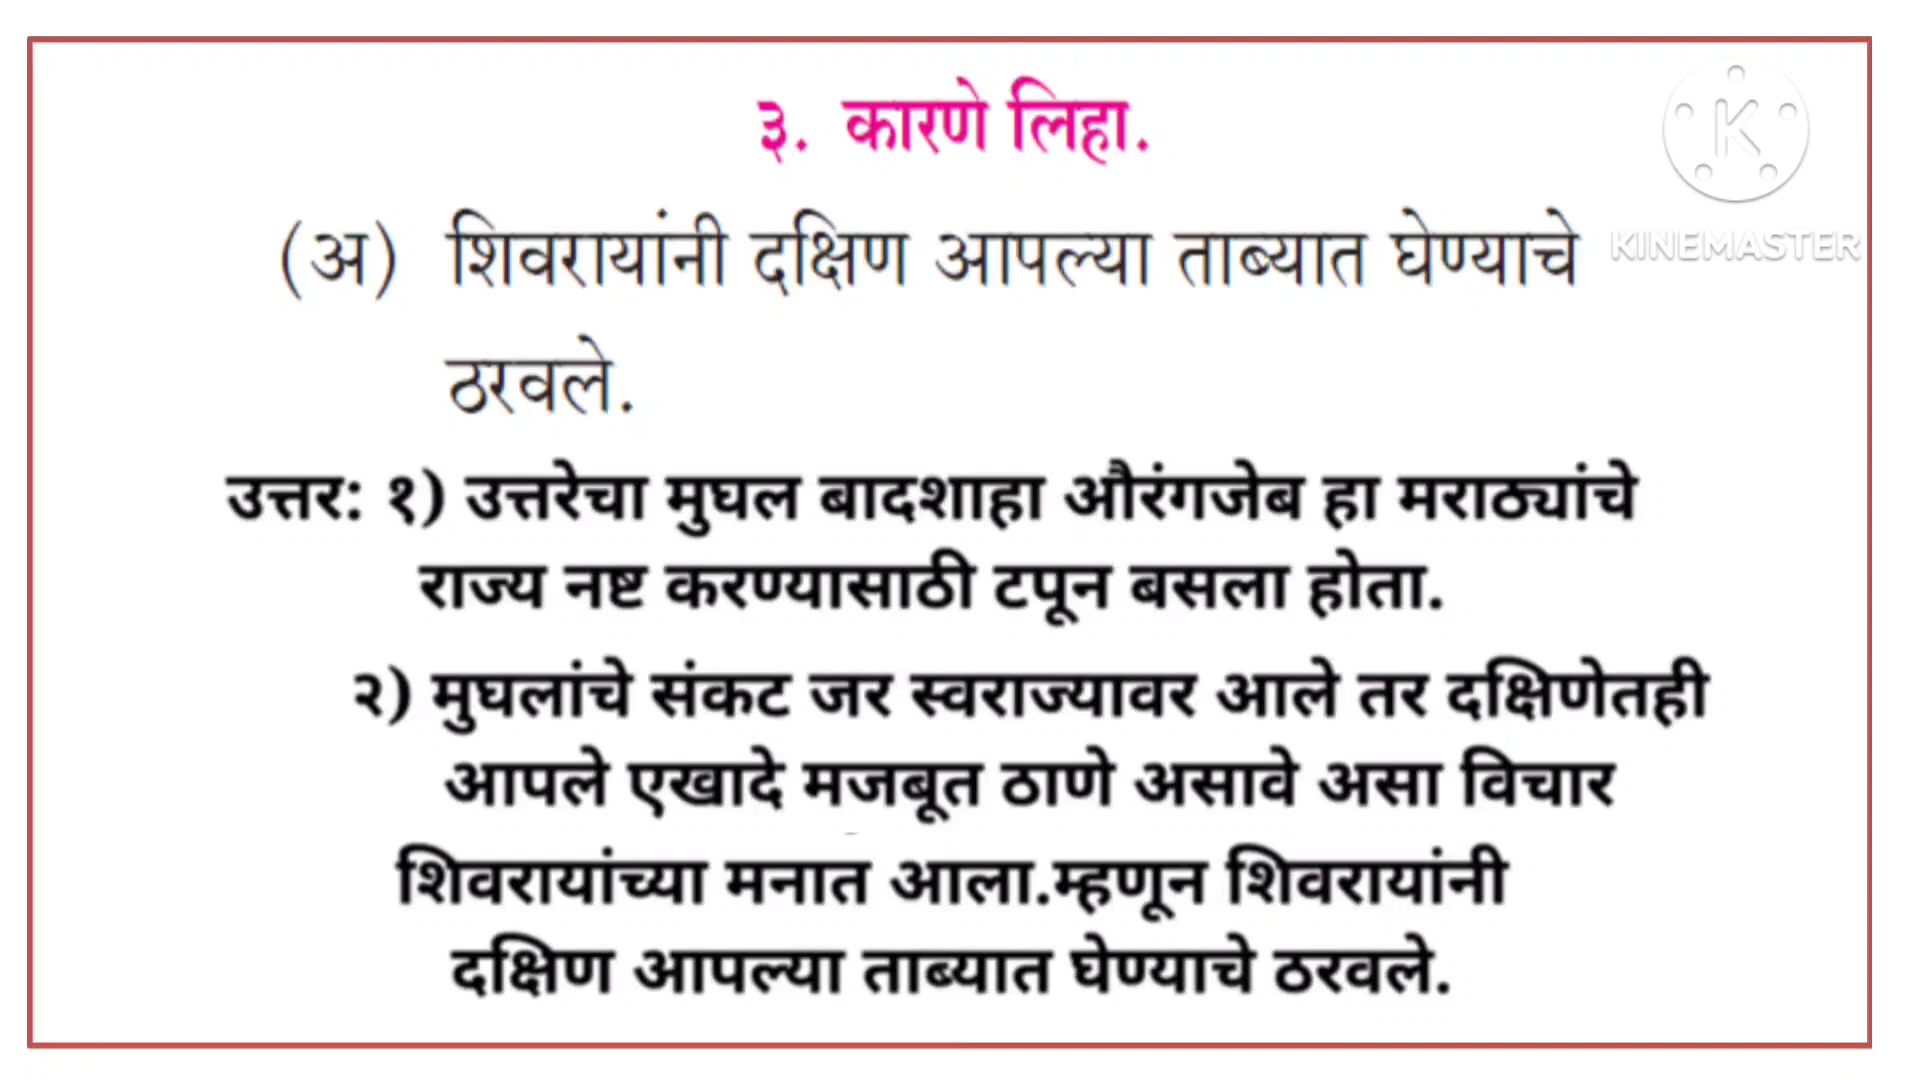 ३. कारणे लिहा.
KINEMASTER
(अ) शिवरायांनी दक्षिण आपल्या ताब्यात घेण्याचे
ठरवले.
उत्तर: १) उत्तरेचा मुघल बादशाहा औरंगजेब हा मराठ्यांचे
राज्य नष्ट करण्यासाठी टपून बसला होता.
२) मुघलांचे संकट जर स्वराज्यावर आले तर दक्षिणेतही
आपले एखादे मजबूत ठाणे असावे असा विचार
शिवरायांच्या मनात आला.म्हणून शिवरायांनी
दक्षिण आपल्या ताब्यात घेण्याचे ठरवले.